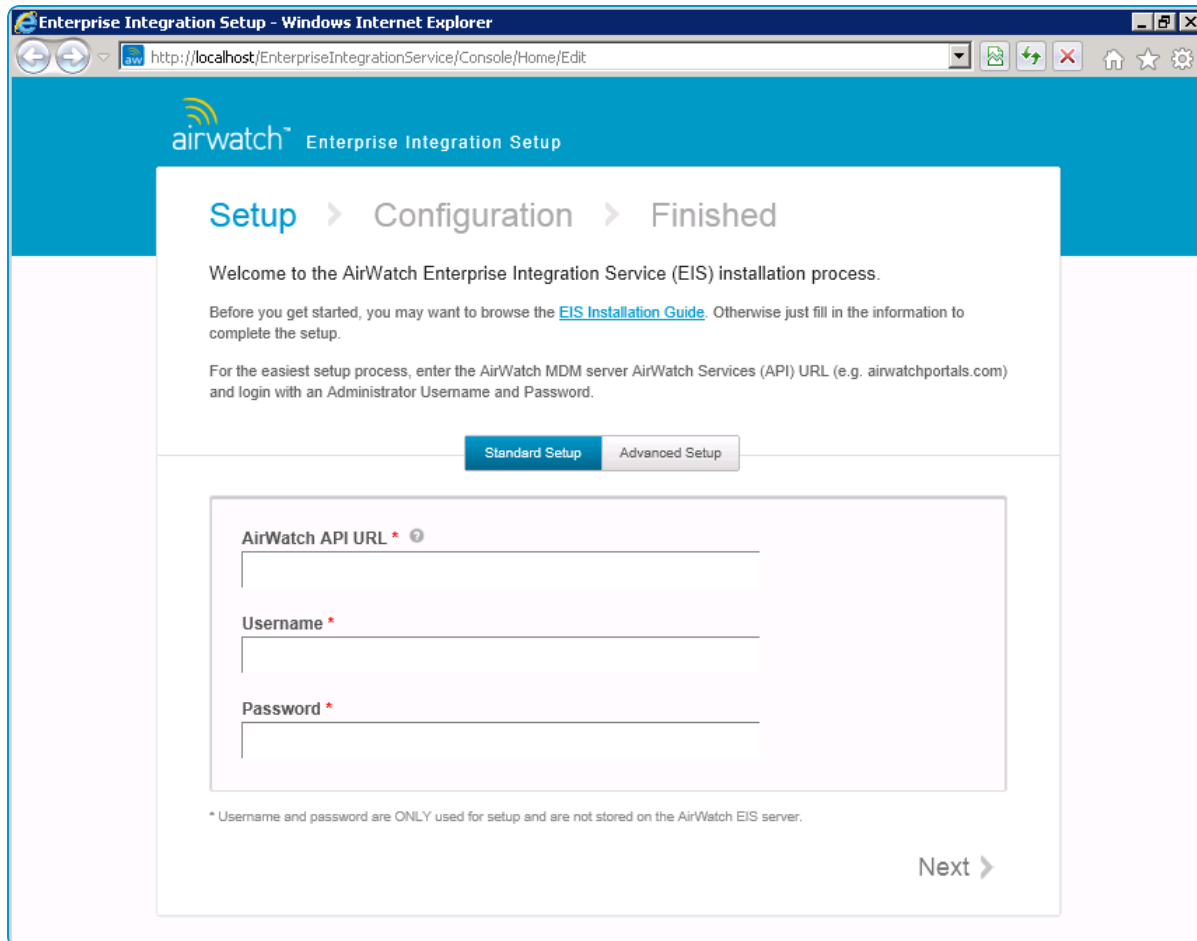 Enterprise Integration Setup - Windows Internet Explorer
aw http://localhost/EnterpriseIntegrationService/Console/Home/Edit
airwatch™ Enterprise Integration Setup
Setup > Configuration > Finished
Welcome to the AirWatch Enterprise Integration Service (EIS) installation process.
Before you get started, you may want to browse the EIS Installation Guide. Otherwise just fill in the information to
complete the setup.
For the easiest setup process, enter the AirWatch MDM server AirWatch Services (API) URL (e.g. airwatchportals.com)
and login with an Administrator Username and Password.
Standard Setup Advanced Setup
AirWatch API URL * ?
Username *
Password *
* Username and password are ONLY used for setup and are not stored on the AirWatch EIS server.
Next >